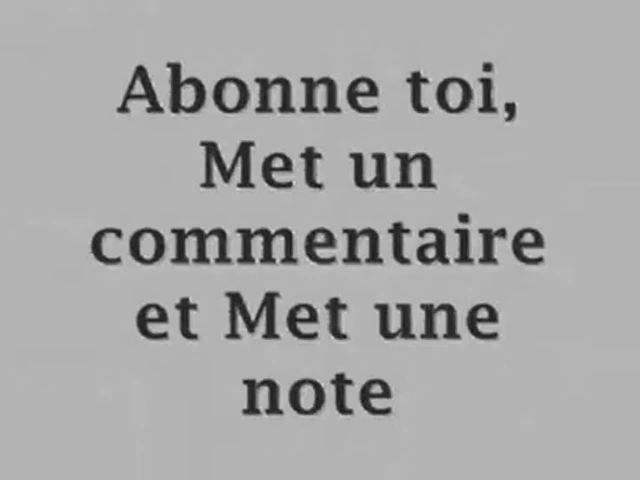 Abonne toi,
Met un
commentaire
et Met une
note